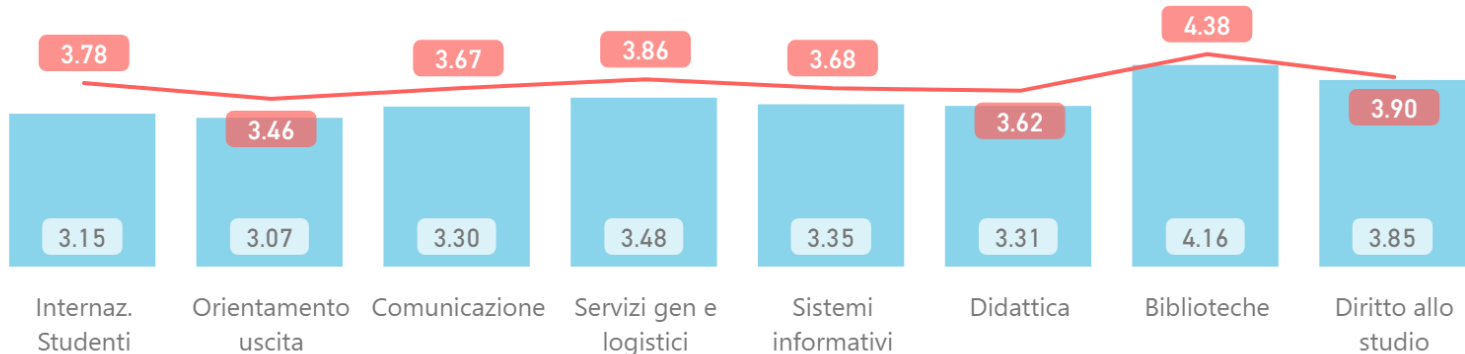 3.78
3.46
3.67
3.86
3.68
3.62
4.38
3.90
3.15
3.07
3.30
3.48
3.35
3.31
4.16
3.85
Internaz.
Studenti
Orientamento
uscita
Comunicazione
Servizi gen e
logistici
Sistemi
informativi
Didattica
Biblioteche
Diritto allo
studio